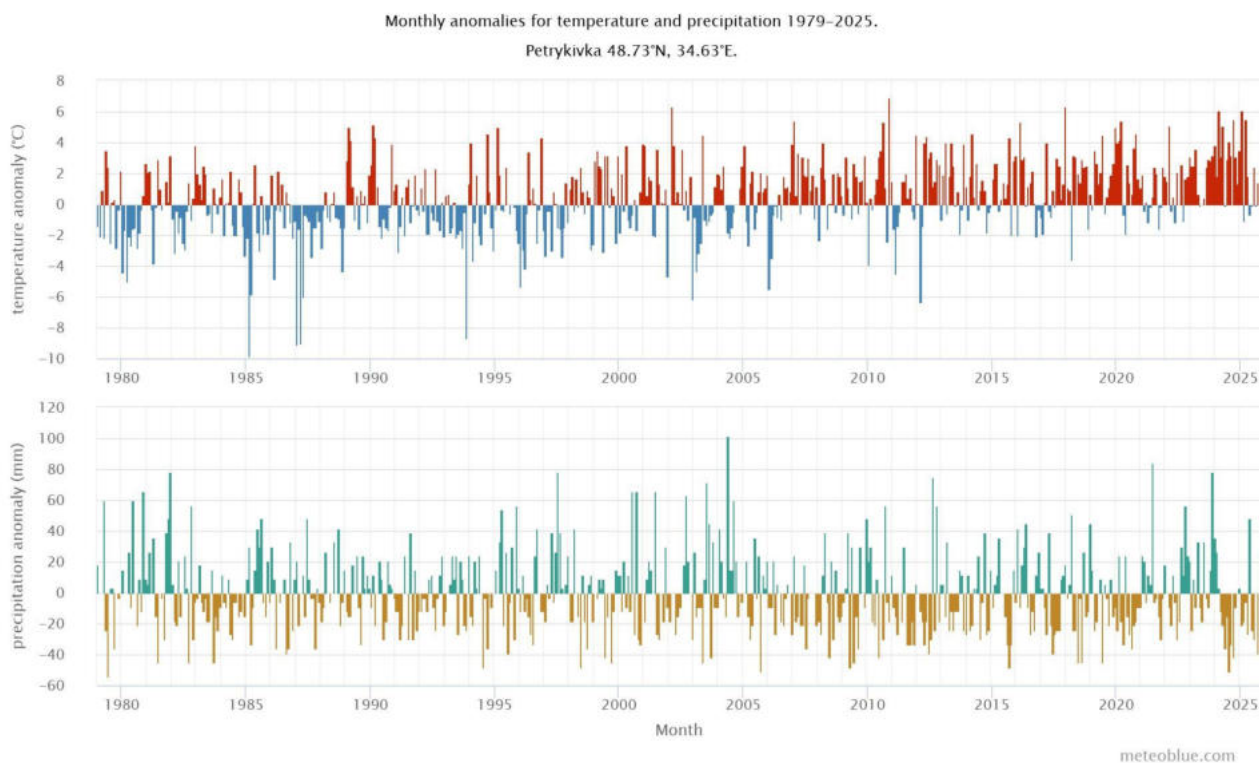 Monthly anomalies for temperature and precipitation 1979-2025.
Petrykivka 48.73°N, 34.63°E.
temperature anomaly (°C)
8
6
4
2
0
-2
-4
-6
-8
-10
1980 1985 1990 1995 2000 2005 2010 2015 2020 2025
precipitation anomaly (mm)
120
100
80
60
40
20
0
-20
-40
-60
1980 1985 1990 1995 2000 2005 2010 2015 2020 2025
Month
meteoblue.com